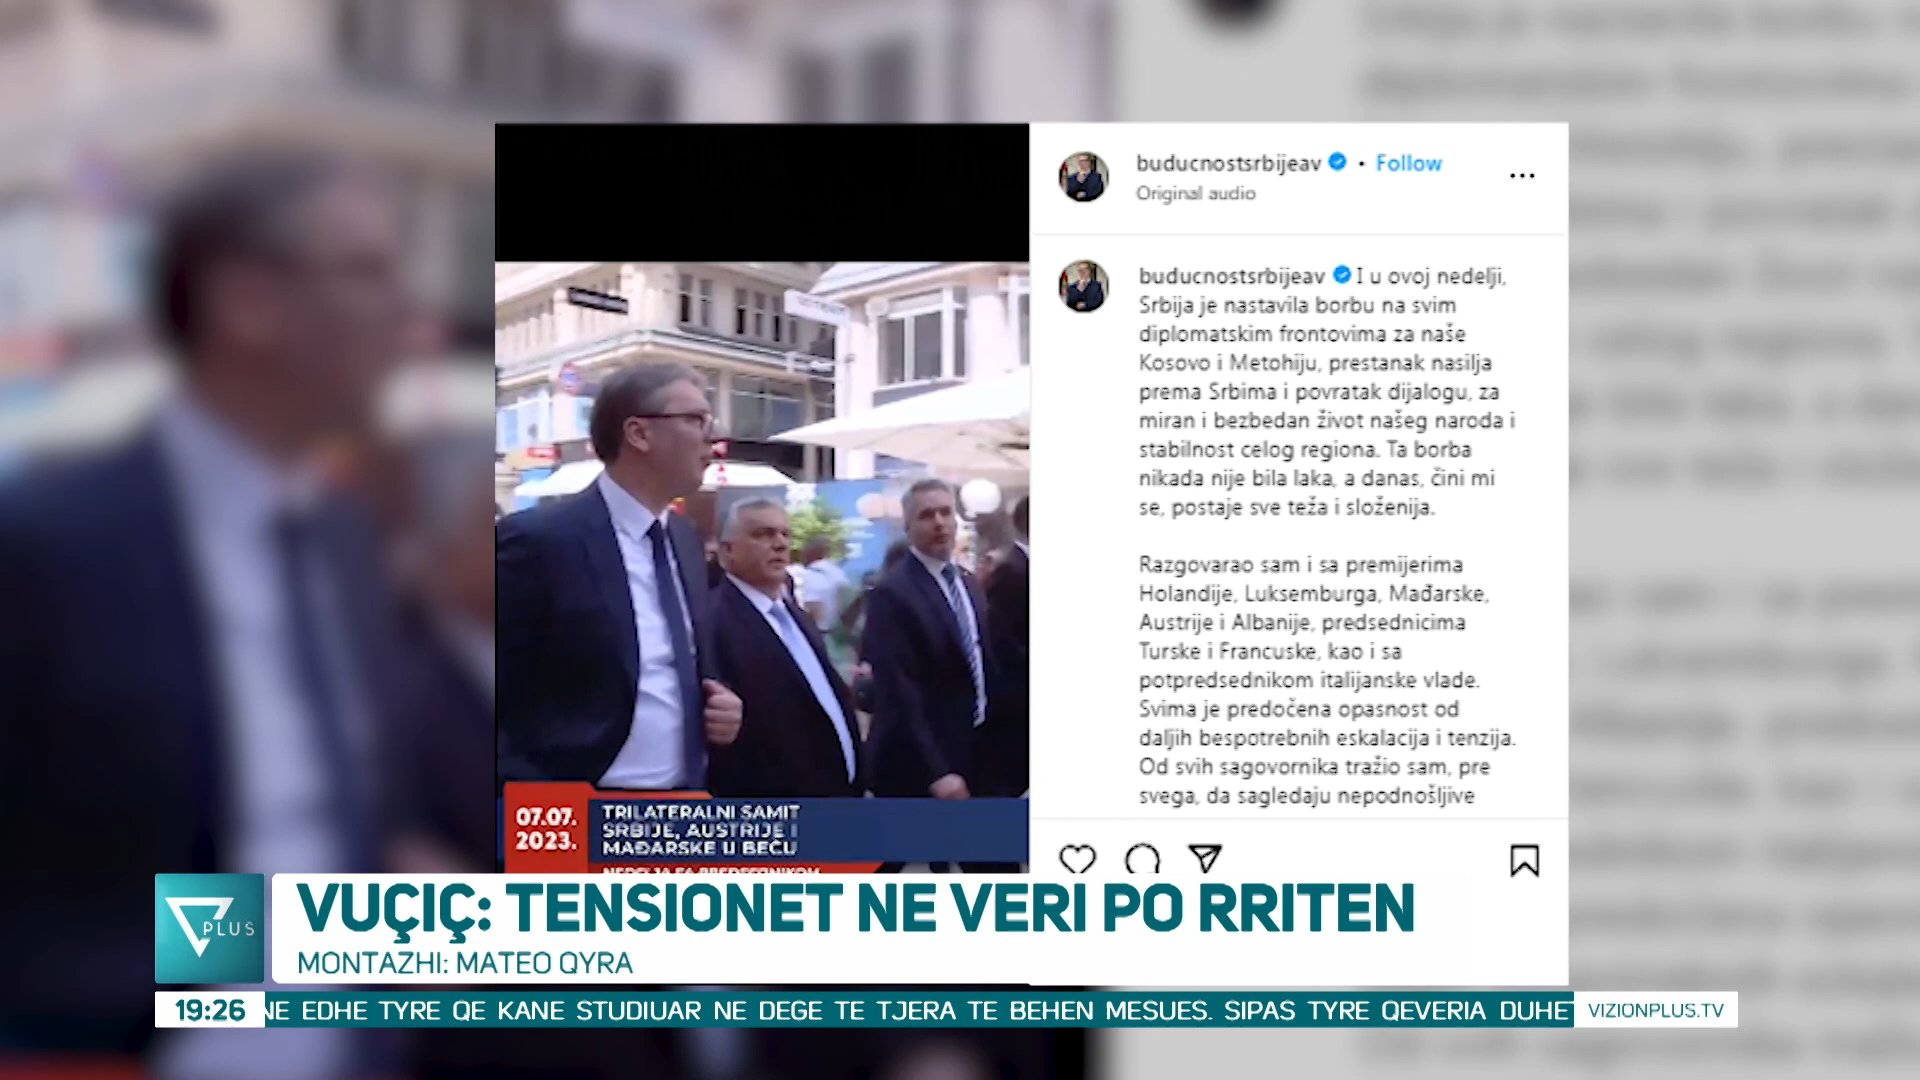 buducnostsrbijeav • Follow
Original audio
...
buducnostsrbijeav I u ovoj nedelji,
Srbija je nastavila borbu na svim
diplomatskim frontovima za naše
Kosovo i Metohiju, prestanak nasilja
prema Srbima i povratak dijalogu, za
miran i bezbedan život našeg naroda i
stabilnost celog regiona. Ta borba
nikada nije bila laka, a danas, čini mi
se, postaje sve teža i složenija.
Razgovarao sam i sa premijerima
Holandije, Luksemburga, Mađarske,
Austrije i Albanije, predsednicima
Turske i Francuske, kao i sa
potpredsednikom italijanske vlade.
Svima je predočena opasnost od
daljih bespotrebnih eskalacija i tenzija.
Od svih sagovornika tražio sam, pre
svega, da sagledaju nepodnošljive
07.07.
2023.
TRILATERALNI SAMIT
SRBIJE, AUSTRIJE I
MAĐARSKE U BEČU
PLUS
VUÇIÇ: TENSIONET NE VERI PO RRITEN
MONTAZHI: MATEO QYRA
19:26
NE EDHE TYRE QE KANE STUDIUAR NE DEGE TE TJERA TE BEHEN MESUES. SIPAS TYRE QEVERIA DUHET
VIZIONPLUS.TV